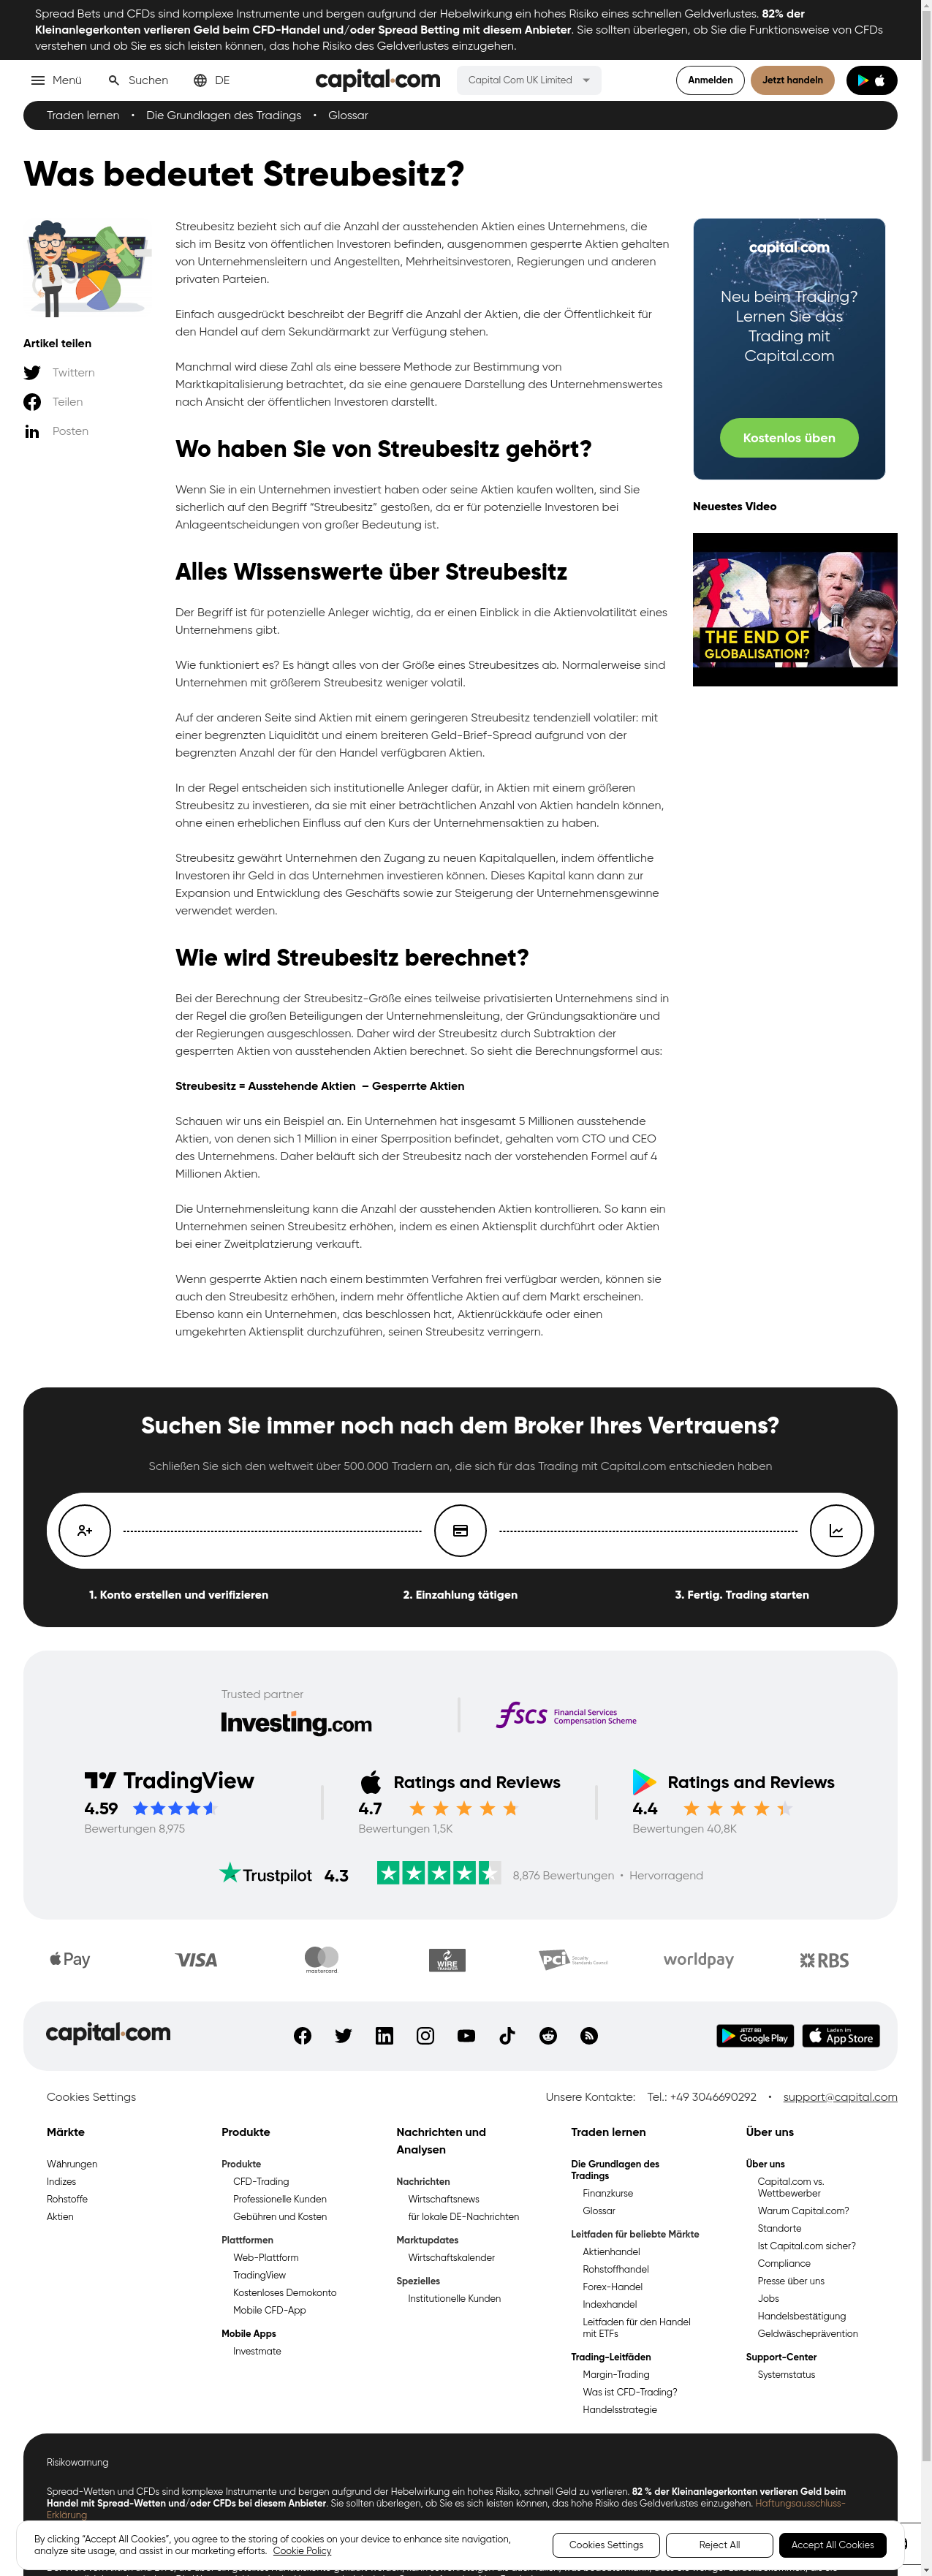 Spread Bets und CFDs sind komplexe Instrumente und bergen aufgrund der Hebelwirkung ein hohes Risiko eines schnellen Geldverlustes. 82% der
Kleinanlegerkonten verlieren Geld beim CFD-Handel und/oder Spread Betting mit diesem Anbieter. Sie sollten überlegen, ob Sie die Funktionsweise von CFDs
verstehen und ob Sie es sich leisten können, das hohe Risiko des Geldverlustes einzugehen.
Menü Suchen DE capital.com Capital Com UK Limited Anmelden Jetzt handeln
Traden lernen • Die Grundlagen des Tradings • Glossar
Was bedeutet Streubesitz?
Artikel teilen
Twittern
Teilen
Posten
Streubesitz bezieht sich auf die Anzahl der ausstehenden Aktien eines Unternehmens, die
sich im Besitz von öffentlichen Investoren befinden, ausgenommen gesperrte Aktien gehalten
von Unternehmensleitern und Angestellten, Mehrheitsinvestoren, Regierungen und anderen
privaten Parteien.
Einfach ausgedrückt beschreibt der Begriff die Anzahl der Aktien, die der Öffentlichkeit für
den Handel auf dem Sekundärmarkt zur Verfügung stehen.
Manchmal wird diese Zahl als eine bessere Methode zur Bestimmung von
Marktkapitalisierung betrachtet, da sie eine genauere Darstellung des Unternehmenswertes
nach Ansicht der öffentlichen Investoren darstellt.
Wo haben Sie von Streubesitz gehört?
Wenn Sie in ein Unternehmen investiert haben oder seine Aktien kaufen wollten, sind Sie
sicherlich auf den Begriff “Streubesitz” gestoßen, da er für potenzielle Investoren bei
Anlageentscheidungen von großer Bedeutung ist.
Alles Wissenswerte über Streubesitz
Der Begriff ist für potenzielle Anleger wichtig, da er einen Einblick in die Aktienvolatilität eines
Unternehmens gibt.
Wie funktioniert es? Es hängt alles von der Größe eines Streubesitzes ab. Normalerweise sind
Unternehmen mit größerem Streubesitz weniger volatil.
Auf der anderen Seite sind Aktien mit einem geringeren Streubesitz tendenziell volatiler: mit
einer begrenzten Liquidität und einem breiteren Geld-Brief-Spread aufgrund von der
begrenzten Anzahl der für den Handel verfügbaren Aktien.
In der Regel entscheiden sich institutionelle Anleger dafür, in Aktien mit einem größeren
Streubesitz zu investieren, da sie mit einer beträchtlichen Anzahl von Aktien handeln können,
ohne einen erheblichen Einfluss auf den Kurs der Unternehmensaktien zu haben.
Streubesitz gewährt Unternehmen den Zugang zu neuen Kapitalquellen, indem öffentliche
Investoren ihr Geld in das Unternehmen investieren können. Dieses Kapital kann dann zur
Expansion und Entwicklung des Geschäfts sowie zur Steigerung der Unternehmensgewinne
verwendet werden.
Wie wird Streubesitz berechnet?
Bei der Berechnung der Streubesitz-Größe eines teilweise privatisierten Unternehmens sind in
der Regel die großen Beteiligungen der Unternehmensleitung, der Gründungsaktionäre und
der Regierungen ausgeschlossen. Daher wird der Streubesitz durch Subtraktion der
gesperrten Aktien von ausstehenden Aktien berechnet. So sieht die Berechnungsformel aus:
Streubesitz = Ausstehende Aktien – Gesperrte Aktien
Schauen wir uns ein Beispiel an. Ein Unternehmen hat insgesamt 5 Millionen ausstehende
Aktien, von denen sich 1 Million in einer Sperrposition befindet, gehalten vom CTO und CEO
des Unternehmens. Daher beläuft sich der Streubesitz nach der vorstehenden Formel auf 4
Millionen Aktien.
Die Unternehmensleitung kann die Anzahl der ausstehenden Aktien kontrollieren. So kann ein
Unternehmen seinen Streubesitz erhöhen, indem es einen Aktiensplit durchführt oder Aktien
bei einer Zweitplatzierung verkauft.
Wenn gesperrte Aktien nach einem bestimmten Verfahren frei verfügbar werden, können sie
auch den Streubesitz erhöhen, indem mehr öffentliche Aktien auf dem Markt erscheinen.
Ebenso kann ein Unternehmen, das beschlossen hat, Aktienrückkäufe oder einen
umgekehrten Aktiensplit durchzuführen, seinen Streubesitz verringern.
capital.com
Neu beim Trading?
Lernen Sie das
Trading mit
Capital.com
Kostenlos üben
Neuestes Video
THE END OF
GLOBALISATION?
Suchen Sie immer noch nach dem Broker Ihres Vertrauens?
Schließen Sie sich den weltweit über 500.000 Tradern an, die sich für das Trading mit Capital.com entschieden haben
1. Konto erstellen und verifizieren 2. Einzahlung tätigen 3. Fertig. Trading starten
Trusted partner
Investing.com fscs Financial Services
Compensation Scheme
TradingView Ratings and Reviews Ratings and Reviews
4.59 4.7 4.4
Bewertungen 8,975 Bewertungen 1,5K Bewertungen 40,8K
Trustpilot 4.3 8,876 Bewertungen • Hervorragend
Pay VISA mastercard WIRE TRANSFER PCI Security Standards Council worldpay RBS
capital.com JETZT BEI Google Play Laden im App Store
Cookies Settings Unsere Kontakte: Tel.: +49 3046690292 • support@capital.com
Märkte
Währungen
Indizes
Rohstoffe
Aktien
Produkte
Produkte
CFD-Trading
Professionelle Kunden
Gebühren und Kosten
Plattformen
Web-Plattform
TradingView
Kostenloses Demokonto
Mobile CFD-App
Mobile Apps
Investmate
Nachrichten und
Analysen
Nachrichten
Wirtschaftsnews
für lokale DE-Nachrichten
Marktupdates
Wirtschaftskalender
Spezielles
Institutionelle Kunden
Traden lernen
Die Grundlagen des
Tradings
Finanzkurse
Glossar
Leitfaden für beliebte Märkte
Aktienhandel
Rohstoffhandel
Forex-Handel
Indexhandel
Leitfaden für den Handel
mit ETFs
Trading-Leitfäden
Margin-Trading
Was ist CFD-Trading?
Handelsstrategie
Über uns
Über uns
Capital.com vs.
Wettbewerber
Warum Capital.com?
Standorte
Ist Capital.com sicher?
Compliance
Presse über uns
Jobs
Handelsbestätigung
Geldwäscheprävention
Support-Center
Systemstatus
Risikowarnung
Spread-Wetten und CFDs sind komplexe Instrumente und bergen aufgrund der Hebelwirkung ein hohes Risiko, schnell Geld zu verlieren. 82 % der Kleinanlegerkonten verlieren Geld beim
Handel mit Spread-Wetten und/oder CFDs bei diesem Anbieter. Sie sollten überlegen, ob Sie es sich leisten können, das hohe Risiko des Geldverlustes einzugehen. Haftungsausschluss-
Erklärung
By clicking “Accept All Cookies”, you agree to the storing of cookies on your device to enhance site navigation,
analyze site usage, and assist in our marketing efforts. Cookie Policy
Cookies Settings Reject All Accept All Cookies